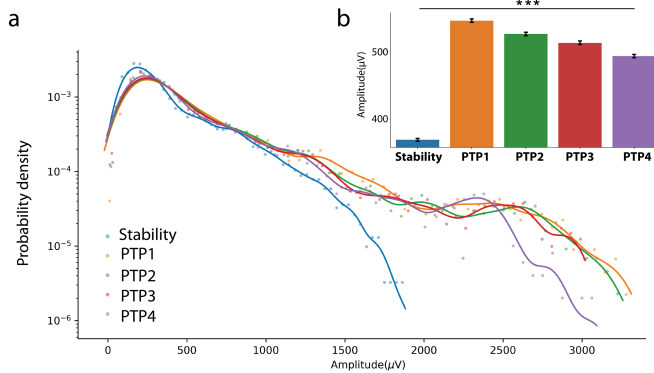 a
b
***
Amplitude(µV)
500
400
Stability PTP1 PTP2 PTP3 PTP4
Probability density
10⁻³
10⁻⁴
10⁻⁵
10⁻⁶
Stability
PTP1
PTP2
PTP3
PTP4
0 500 1000 1500 2000 2500 3000
Amplitude(µV)